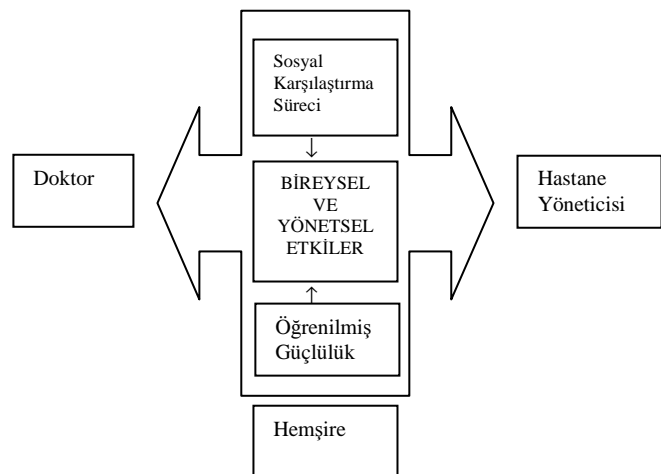 Sosyal
Karşılaştırma
Süreci
Doktor
BİREYSEL
VE
YÖNETSEL
ETKİLER
Hastane
Yöneticisi
Öğrenilmiş
Güçlülük
Hemşire